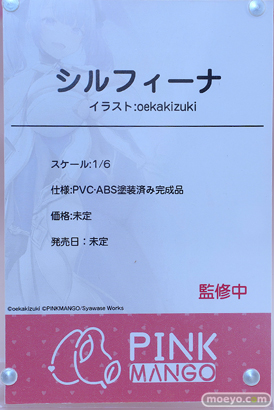 シルフィーナ
イラスト:oekakizuki
スケール:1/6
仕様:PVC・ABS塗装済み完成品
価格:未定
発売日：未定
監修中
©oekakizuki ©PINKMANGO/Syawase Works
PINK
MANGO
moeyo.com